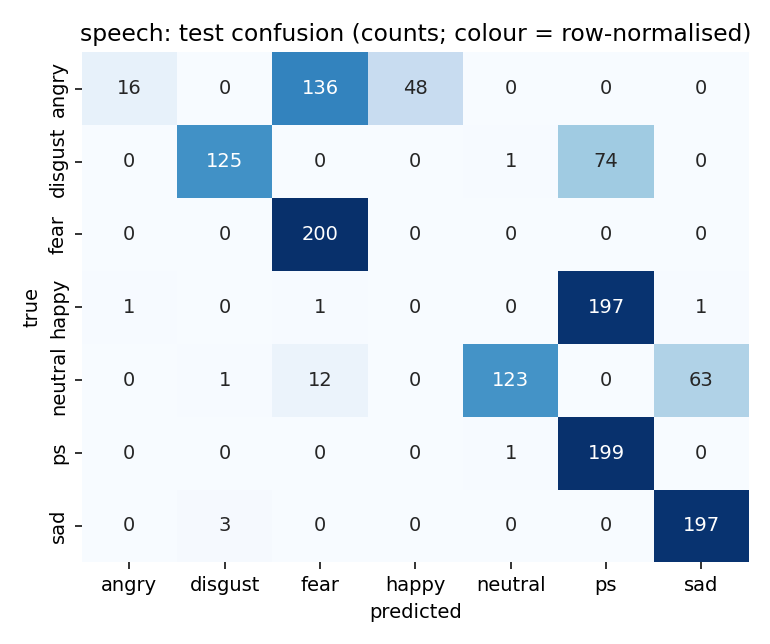 speech: test confusion (counts; colour = row-normalised)
angry 16 0 136 48 0 0 0
disgust 0 125 0 0 1 74 0
fear 0 0 200 0 0 0 0
happy 1 0 1 0 0 197 1
neutral 0 1 12 0 123 0 63
ps 0 0 0 0 1 199 0
sad 0 3 0 0 0 0 197
true
angry disgust fear happy neutral ps sad
predicted